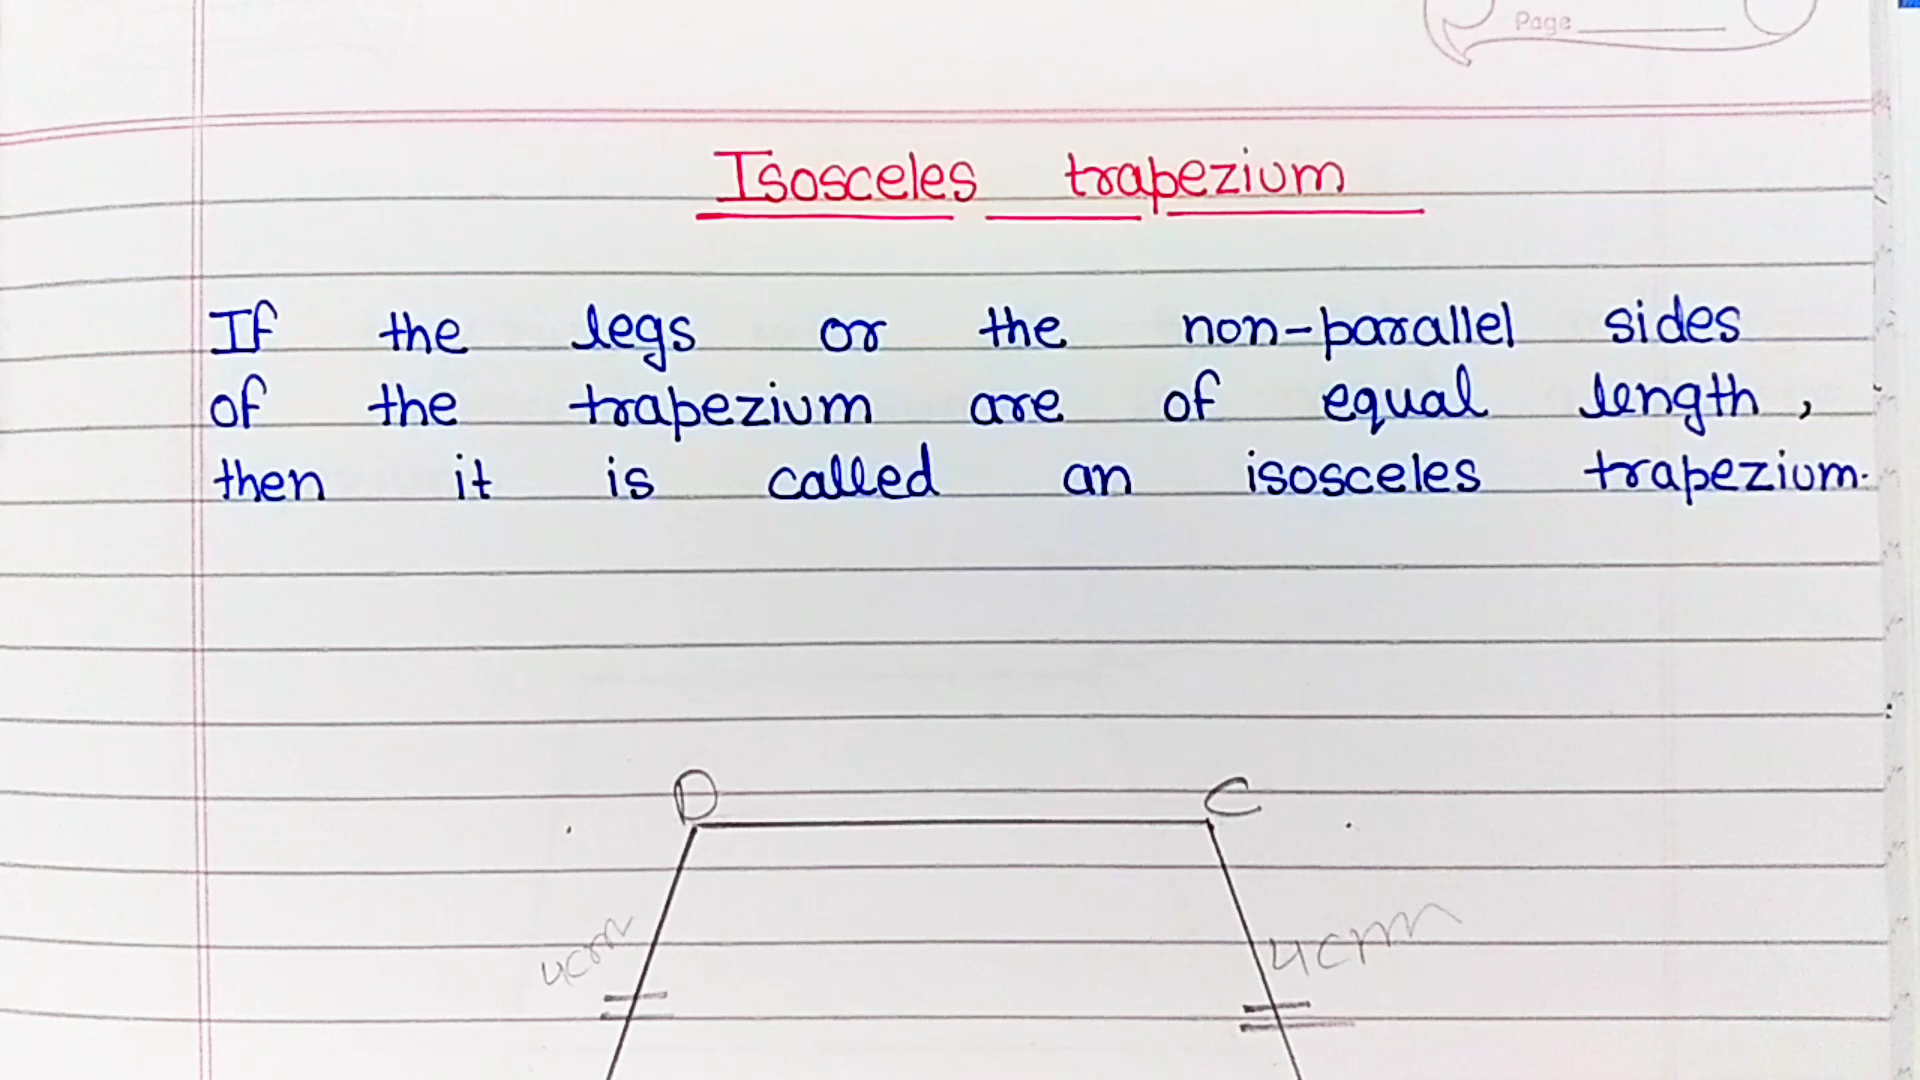 Page
Isosceles trapezium
If the legs or the non-parallel sides
of the trapezium are of equal length,
then it is called an isosceles trapezium.
D C
4cm 4cm